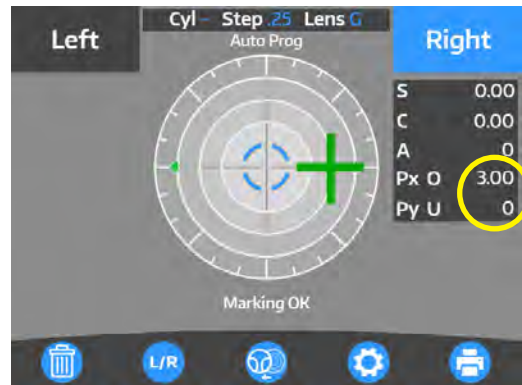 Left
Cyl – Step .25 Lens G
Auto Prog
Right
S 0.00
C 0.00
A 0
Px O 3.00
Py U 0
Marking OK
L/R